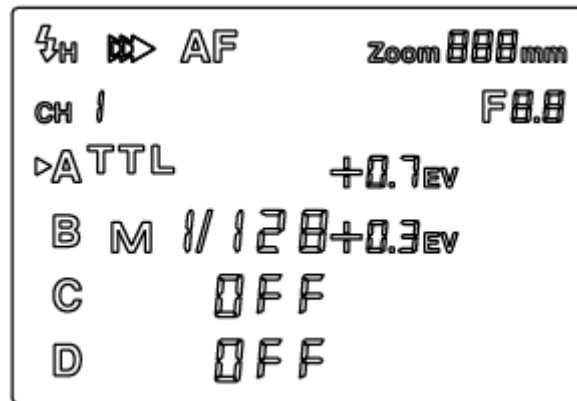 H AF Zoom 888mm
CH 1 F8.8
A TTL +0.7EV
B M 1/128+0.3EV
C OFF
D OFF